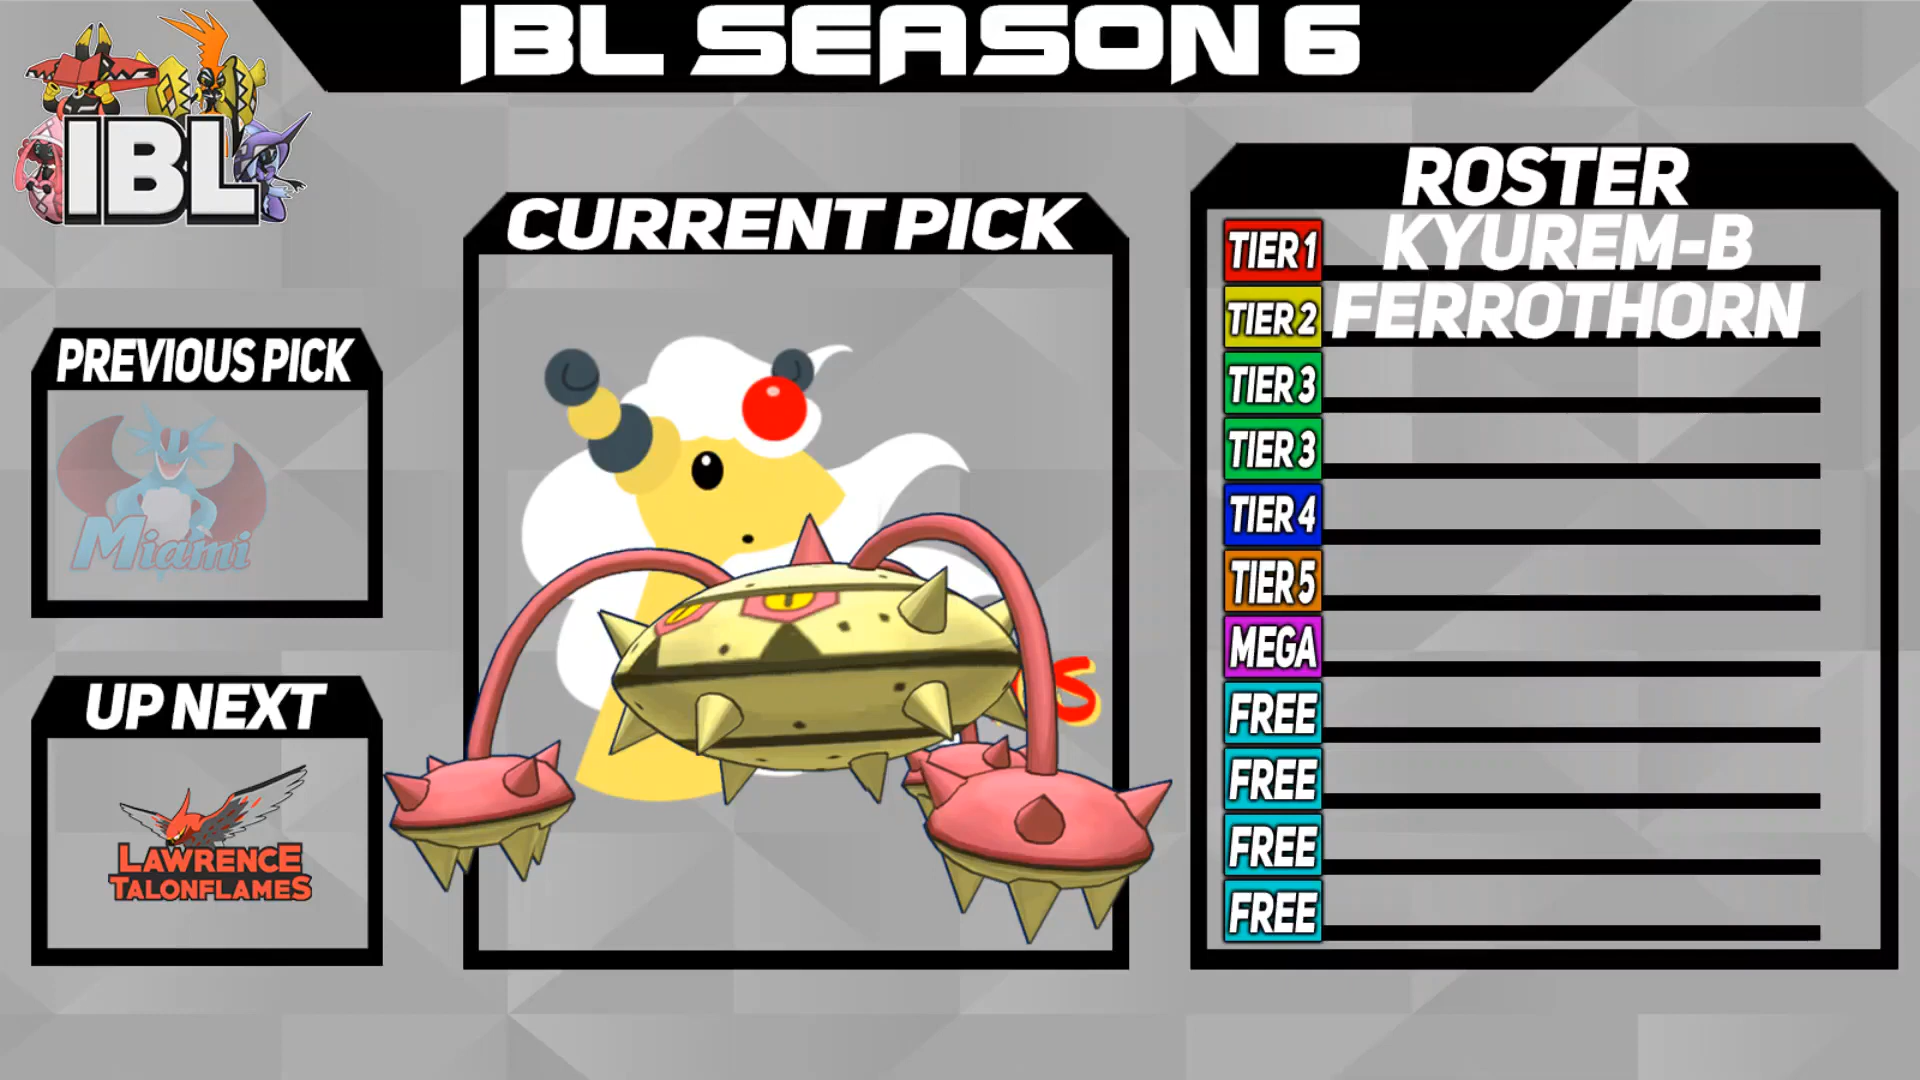 IBL SEASON 6
IBL
CURRENT PICK
S
PREVIOUS PICK
Miami
UP NEXT
LAWRENCE
TALONFLAMES
ROSTER
TIER 1 KYUREM-B
TIER 2 FERROTHORN
TIER 3
TIER 3
TIER 4
TIER 5
MEGA
FREE
FREE
FREE
FREE